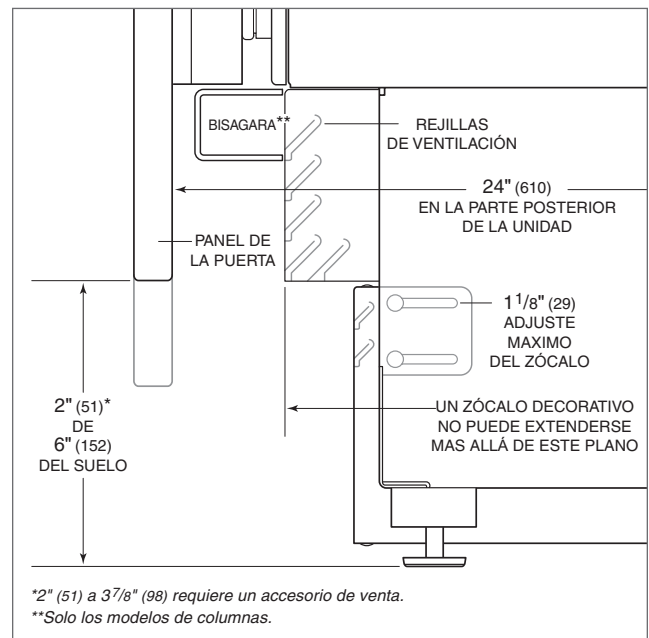 BISAGARA**
REJILLAS
DE VENTILACIÓN
24" (610)
EN LA PARTE POSTERIOR
DE LA UNIDAD
PANEL DE
LA PUERTA
1 1/8" (29)
ADJUSTE
MAXIMO
DEL ZÓCALO
2" (51)*
DE
6" (152)
DEL SUELO
UN ZÓCALO DECORATIVO
NO PUEDE EXTENDERSE
MAS ALLÁ DE ESTE PLANO
*2" (51) a 3 7/8" (98) requiere un accesorio de venta.
**Solo los modelos de columnas.